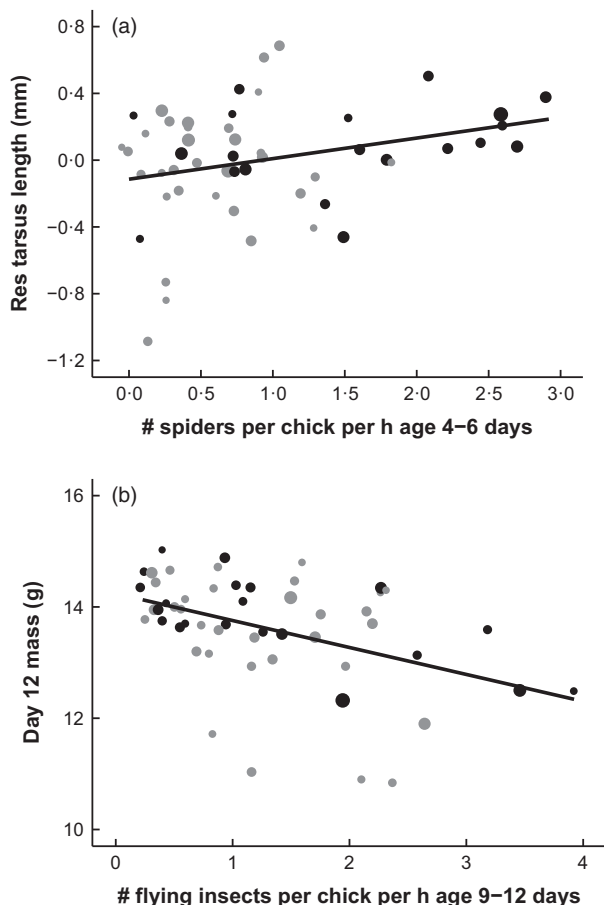 (a)
0·8
0·4
0·0
−0·4
−0·8
−1·2
Res tarsus length (mm)
0·0 0·5 1·0 1·5 2·0 2·5 3·0
# spiders per chick per h age 4−6 days
(b)
16
14
12
10
Day 12 mass (g)
0 1 2 3 4
# flying insects per chick per h age 9−12 days